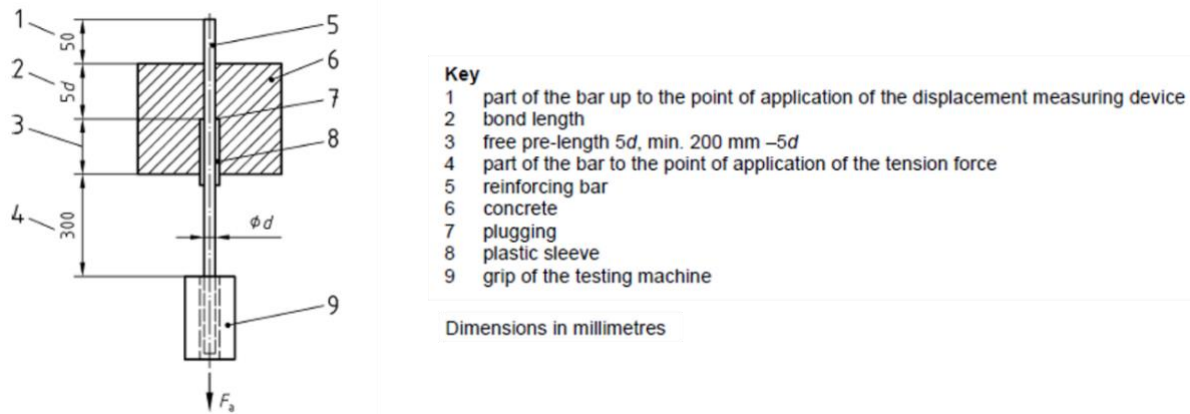 1
50
2
5d
3
4
300
ϕd
5
6
7
8
9
Fa
Key
1 part of the bar up to the point of application of the displacement measuring device
2 bond length
3 free pre-length 5d, min. 200 mm –5d
4 part of the bar to the point of application of the tension force
5 reinforcing bar
6 concrete
7 plugging
8 plastic sleeve
9 grip of the testing machine
Dimensions in millimetres